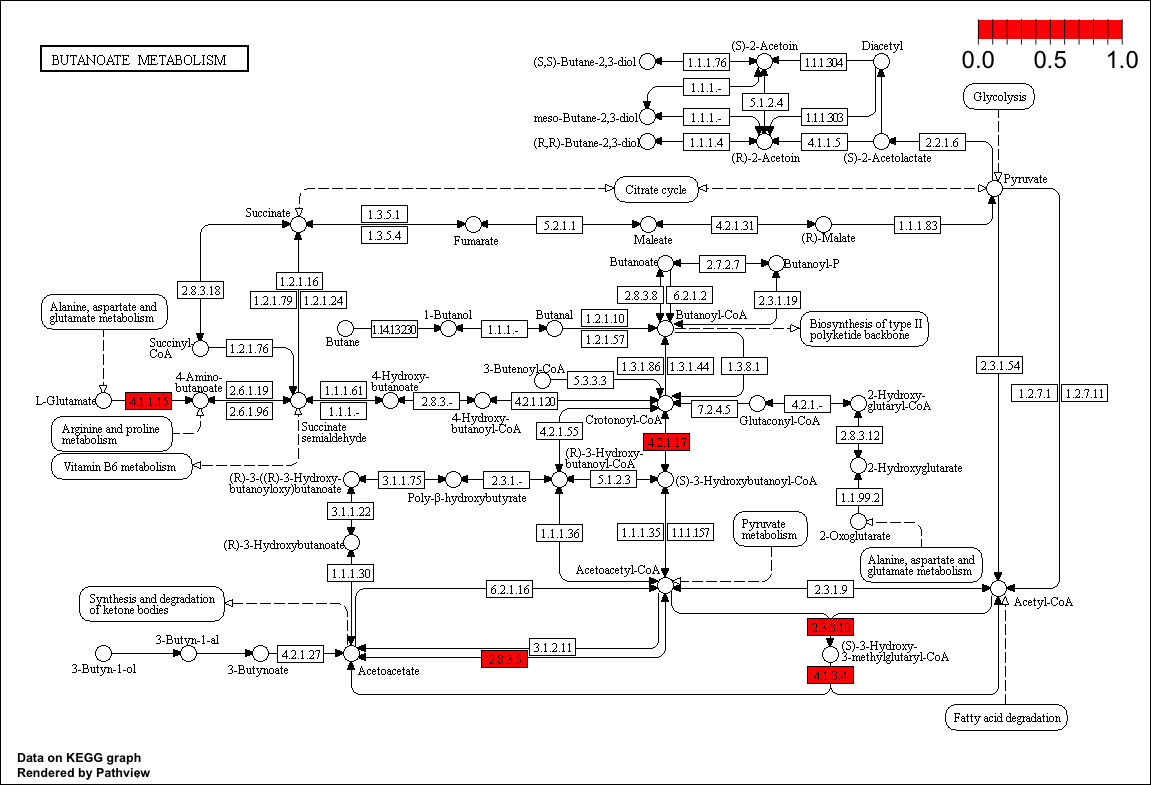 BUTANOATE METABOLISM
0.0 0.5 1.0
(S,S)-Butane-2,3-diol
1.1.1.76
(S)-2-Acetoin
1.1.1.304
Diacetyl
1.1.1.-
5.1.2.4
meso-Butane-2,3-diol
1.1.1.-
1.1.1.303
(R,R)-Butane-2,3-diol
1.1.1.4
(R)-2-Acetoin
4.1.1.5
(S)-2-Acetolactate
2.2.1.6
Glycolysis
Pyruvate
Citrate cycle
Succinate
1.3.5.1
1.3.5.4
Fumarate
5.2.1.1
Maleate
4.2.1.31
(R)-Malate
1.1.1.83
Butanoate
2.7.2.7
Butanoyl-P
2.8.3.18
1.2.1.16
1.2.1.79
1.2.1.24
2.8.3.8
6.2.1.2
2.3.1.19
Alanine, aspartate and
glutamate metabolism
Butane
1.14.13.230
1-Butanol
1.1.1.-
Butanal
1.2.1.10
1.2.1.57
Butanoyl-CoA
Biosynthesis of type II
polyketide backbone
Succinyl-
CoA
1.2.1.76
3-Butenoyl-CoA
5.3.3.3
1.3.1.86
1.3.1.44
1.3.8.1
2.3.1.54
1.2.7.1
1.2.7.11
L-Glutamate
4.1.1.15
4-Amino-
butanoate
2.6.1.19
2.6.1.96
1.1.1.61
1.1.1.-
4-Hydroxy-
butanoate
2.8.3.-
4-Hydroxy-
butanoyl-CoA
4.2.1.120
Crotonoyl-CoA
7.2.4.5
Glutaconyl-CoA
4.2.1.-
2-Hydroxy-
glutaryl-CoA
Arginine and proline
metabolism
Succinate
semialdehyde
4.2.1.55
4.2.1.17
2.8.3.12
Vitamin B6 metabolism
(R)-3-Hydroxy-
butanoyl-CoA
2-Hydroxyglutarate
(R)-3-((R)-3-Hydroxy-
butanoyloxy)butanoate
3.1.1.75
Poly-β-hydroxybutyrate
2.3.1.-
5.1.2.3
(S)-3-Hydroxybutanoyl-CoA
1.1.99.2
3.1.1.22
1.1.1.36
1.1.1.35
1.1.1.157
Pyruvate
metabolism
2-Oxoglutarate
(R)-3-Hydroxybutanoate
1.1.1.30
Acetoacetyl-CoA
Alanine, aspartate and
glutamate metabolism
6.2.1.16
2.3.1.9
Acetyl-CoA
Synthesis and degradation
of ketone bodies
2.3.3.10
3-Butyn-1-ol
3-Butyn-1-al
3-Butynoate
4.2.1.27
Acetoacetate
2.8.3.5
3.1.2.11
(S)-3-Hydroxy-
3-methylglutaryl-CoA
4.1.3.4
Fatty acid degradation
Data on KEGG graph
Rendered by Pathview